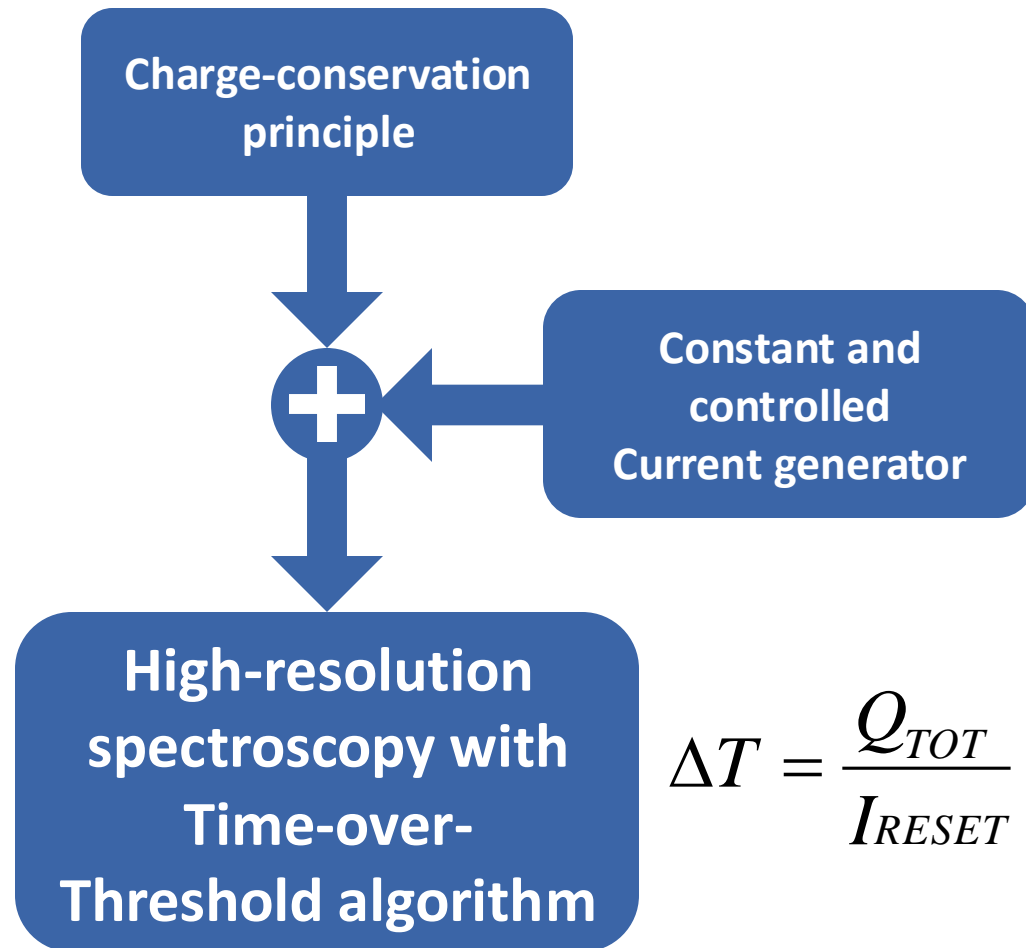 Charge-conservation
principle
Constant and
controlled
Current generator
High-resolution
spectroscopy with
Time-over-
Threshold algorithm
ΔT = Q_TOT / I_RESET